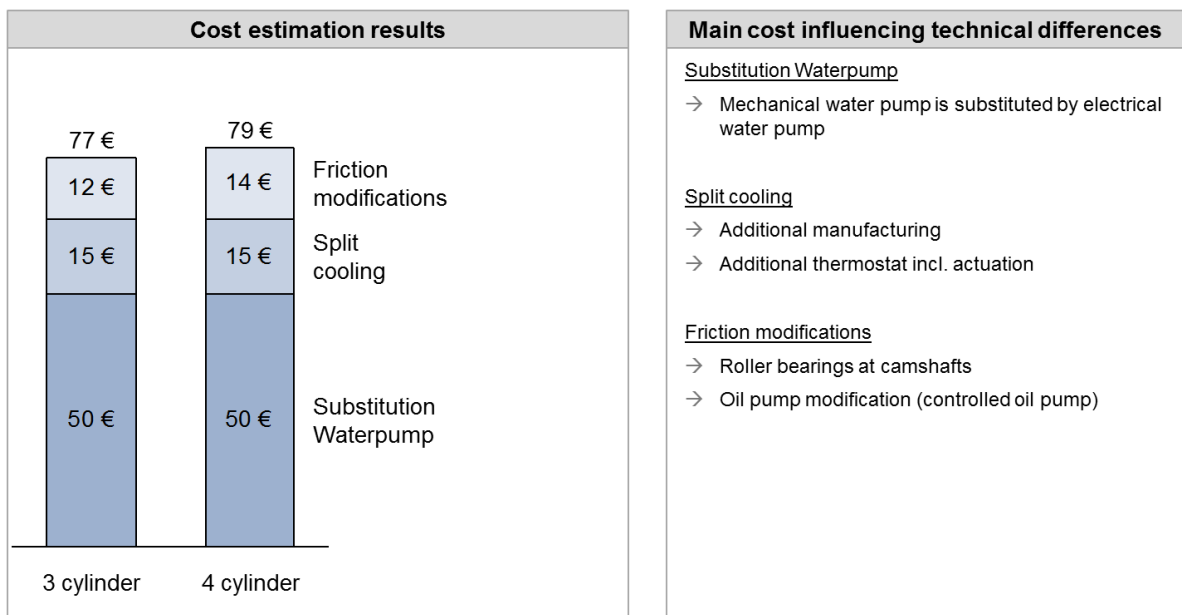 Cost estimation results
77 €
79 €
12 €
14 €
Friction
modifications
15 €
15 €
Split
cooling
50 €
50 €
Substitution
Waterpump
3 cylinder
4 cylinder
Main cost influencing technical differences
Substitution Waterpump
→ Mechanical water pump is substituted by electrical
water pump
Split cooling
→ Additional manufacturing
→ Additional thermostat incl. actuation
Friction modifications
→ Roller bearings at camshafts
→ Oil pump modification (controlled oil pump)